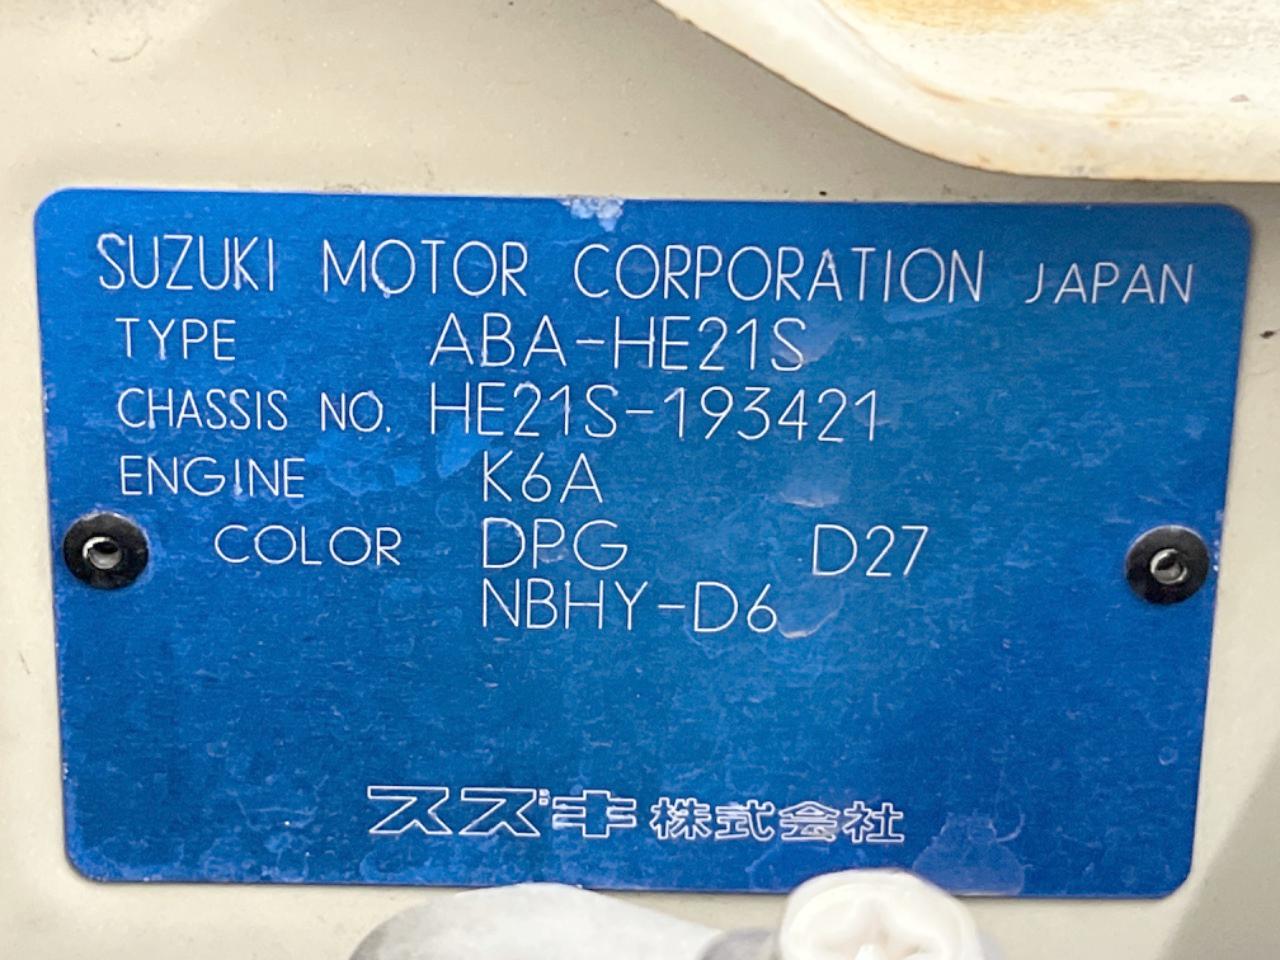 SUZUKI MOTOR CORPORATION JAPAN
TYPE ABA-HE21S
CHASSIS NO. HE21S-193421
ENGINE K6A
COLOR DPG D27
NBHY-D6
スズキ株式会社